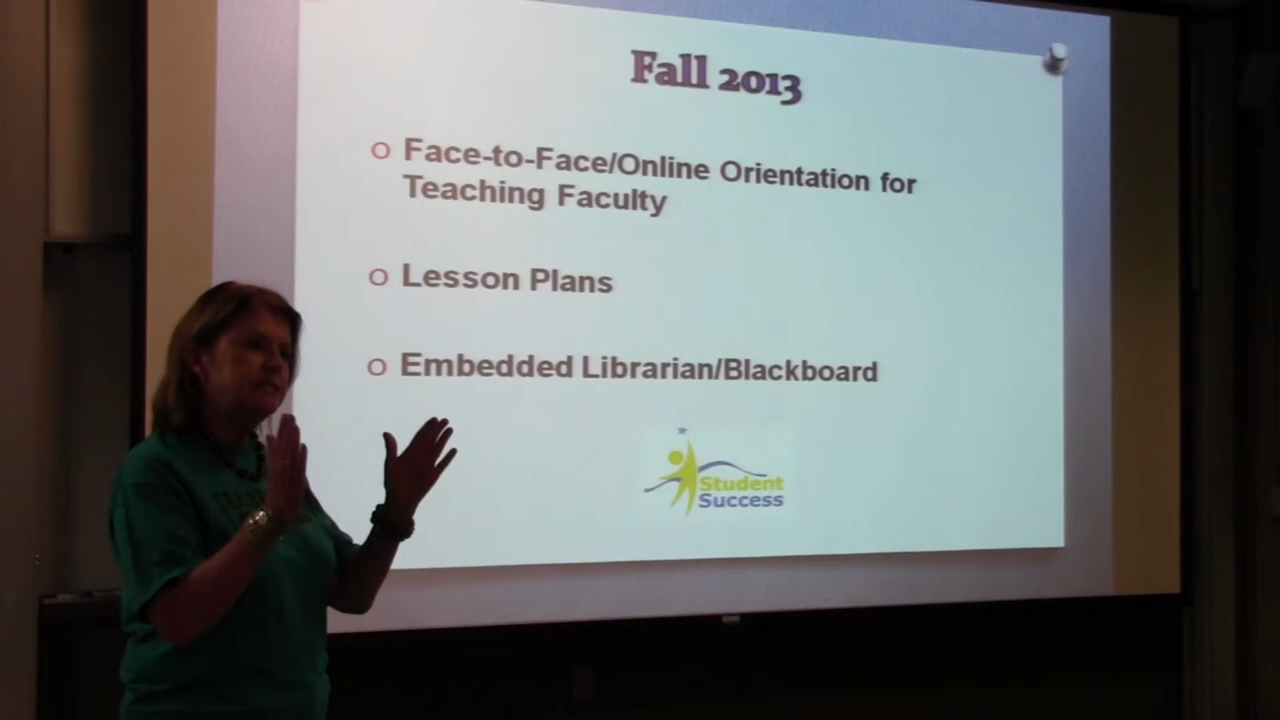 Fall 2013
o Face-to-Face/Online Orientation for
Teaching Faculty
o Lesson Plans
o Embedded Librarian/Blackboard
Student
Success